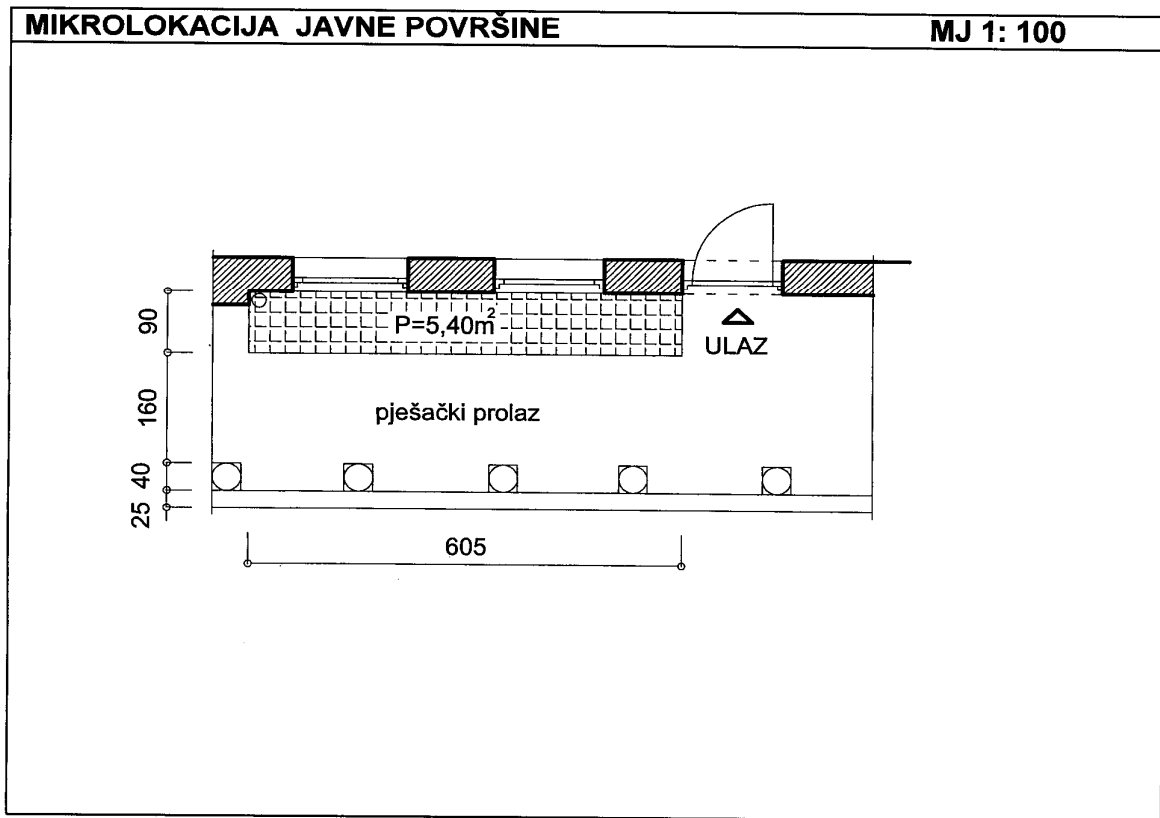 MIKROLOKACIJA JAVNE POVRŠINE
MJ 1: 100
90
P=5,40m²
ULAZ
160
pješački prolaz
40
25
605